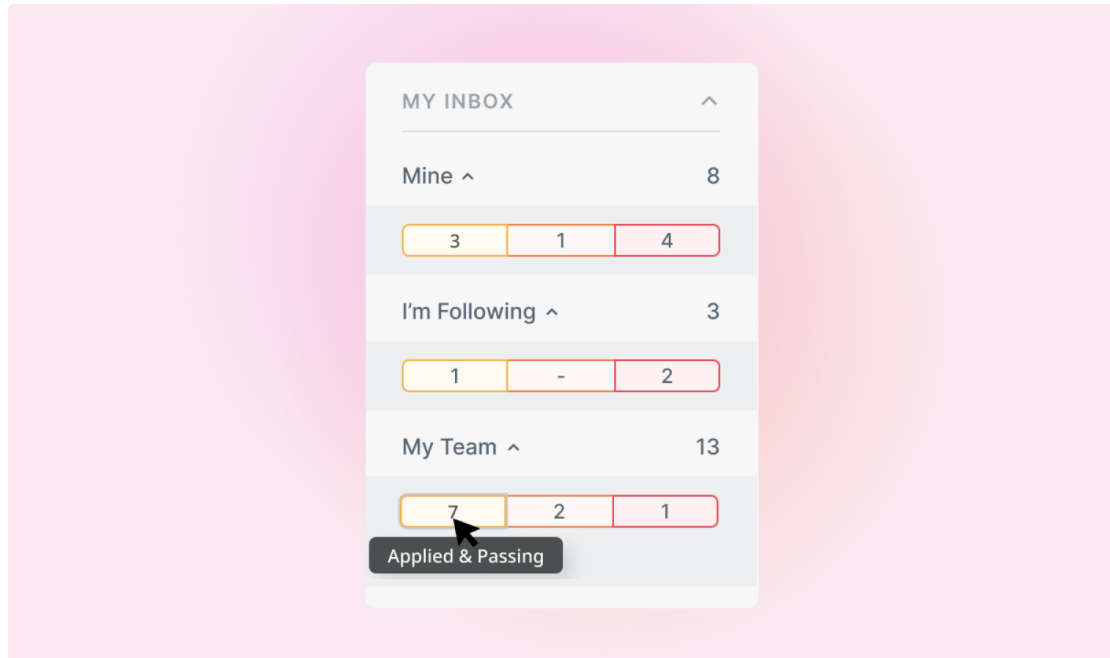 MY INBOX
Mine 8
3 1 4
I’m Following 3
1 - 2
My Team 13
7 2 1
Applied & Passing